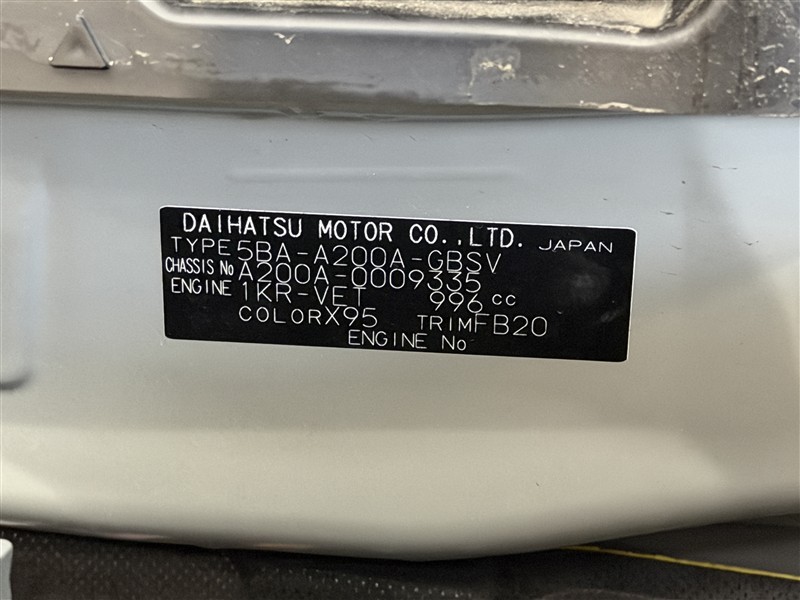 DAIHATSU MOTOR CO.,LTD. JAPAN
TYPE 5BA-A200A-GBSV
CHASSIS No A200A-0009335
ENGINE 1KR-VET 996 cc
COLOR X95 TRIM FB20
ENGINE No